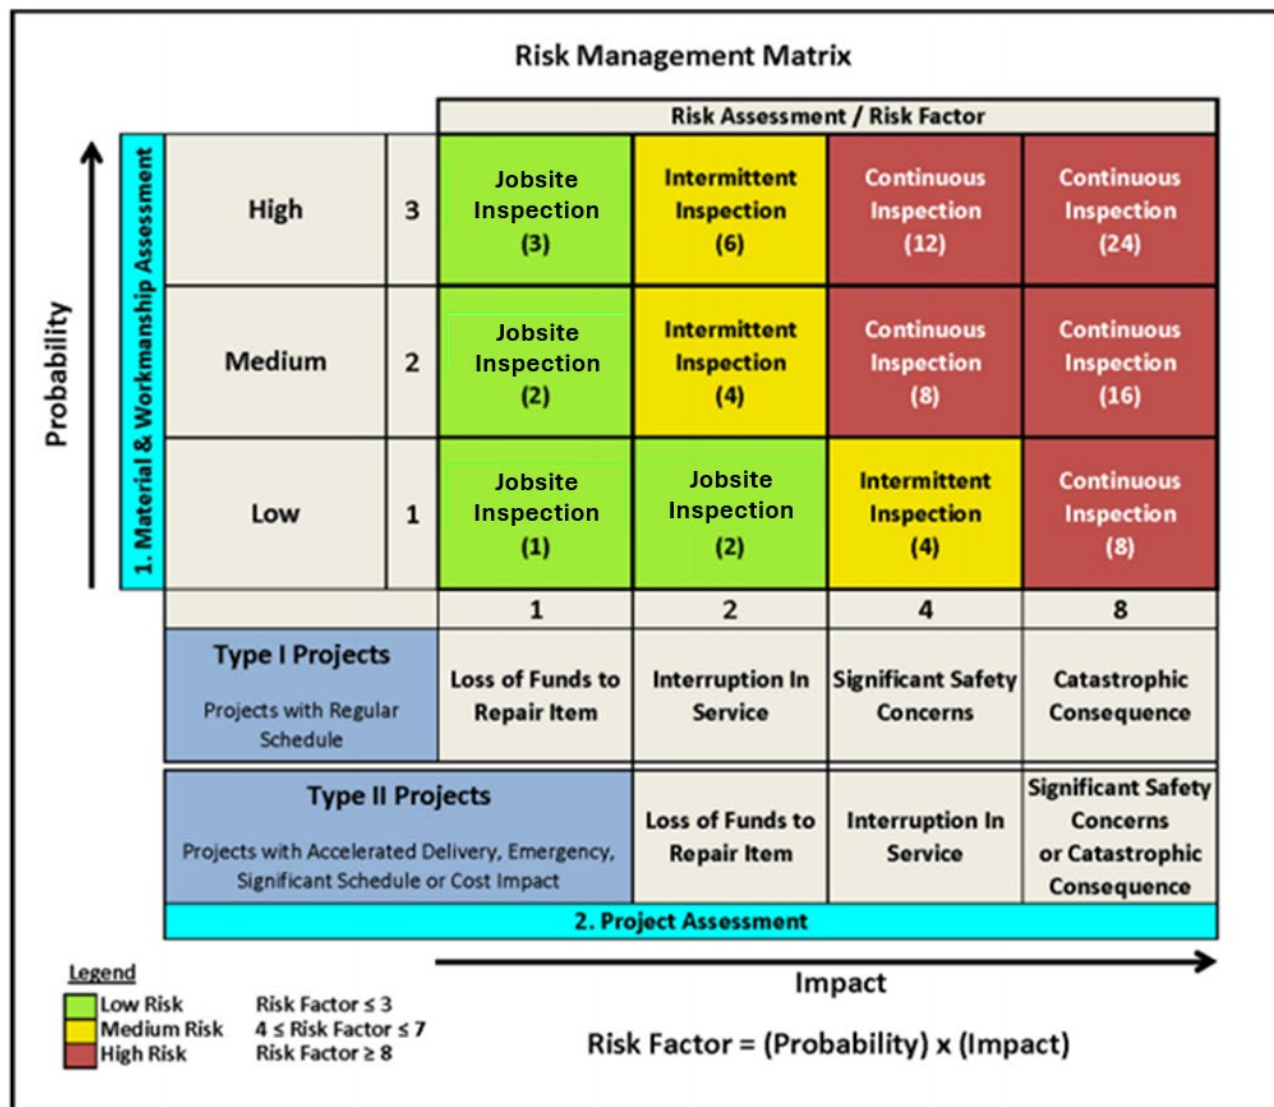 Risk Management Matrix
Risk Assessment / Risk Factor
Probability
1. Material & Workmanship Assessment
High
3
Jobsite
Inspection
(3)
Intermittent
Inspection
(6)
Continuous
Inspection
(12)
Continuous
Inspection
(24)
Medium
2
Jobsite
Inspection
(2)
Intermittent
Inspection
(4)
Continuous
Inspection
(8)
Continuous
Inspection
(16)
Low
1
Jobsite
Inspection
(1)
Jobsite
Inspection
(2)
Intermittent
Inspection
(4)
Continuous
Inspection
(8)
1
2
4
8
Type I Projects
Projects with Regular
Schedule
Loss of Funds to
Repair Item
Interruption In
Service
Significant Safety
Concerns
Catastrophic
Consequence
Type II Projects
Projects with Accelerated Delivery, Emergency,
Significant Schedule or Cost Impact
Loss of Funds to
Repair Item
Interruption In
Service
Significant Safety
Concerns
or Catastrophic
Consequence
2. Project Assessment
Impact
Legend
Low Risk Risk Factor ≤ 3
Medium Risk 4 ≤ Risk Factor ≤ 7
High Risk Risk Factor ≥ 8
Risk Factor = (Probability) x (Impact)